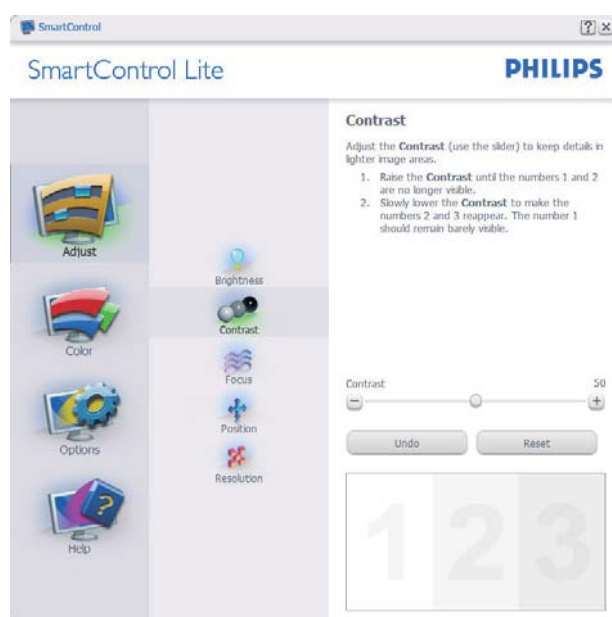 SmartControl
SmartControl Lite
PHILIPS
Adjust
Color
Options
Help
Brightness
Contrast
Focus
Position
Resolution
Contrast
Adjust the Contrast (use the slider) to keep details in
lighter image areas.
1. Raise the Contrast until the numbers 1 and 2
are no longer visible.
2. Slowly lower the Contrast to make the
numbers 2 and 3 reappear. The number 1
should remain barely visible.
Contrast 50
Undo Reset
1 2 3